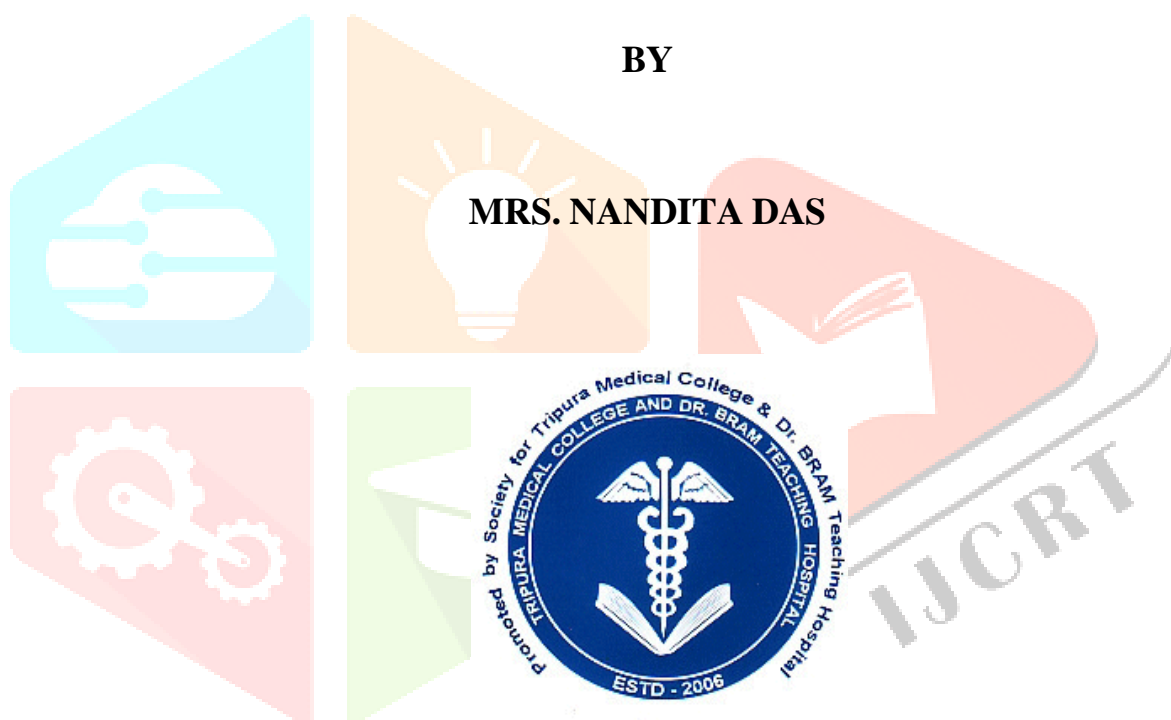 BY
MRS. NANDITA DAS
Promoted by Society for Tripura Medical College & Dr. BRAM Teaching Hospital
TRIPURA MEDICAL COLLEGE AND DR. BRAM TEACHING HOSPITAL
ESTD - 2006
IJCRT